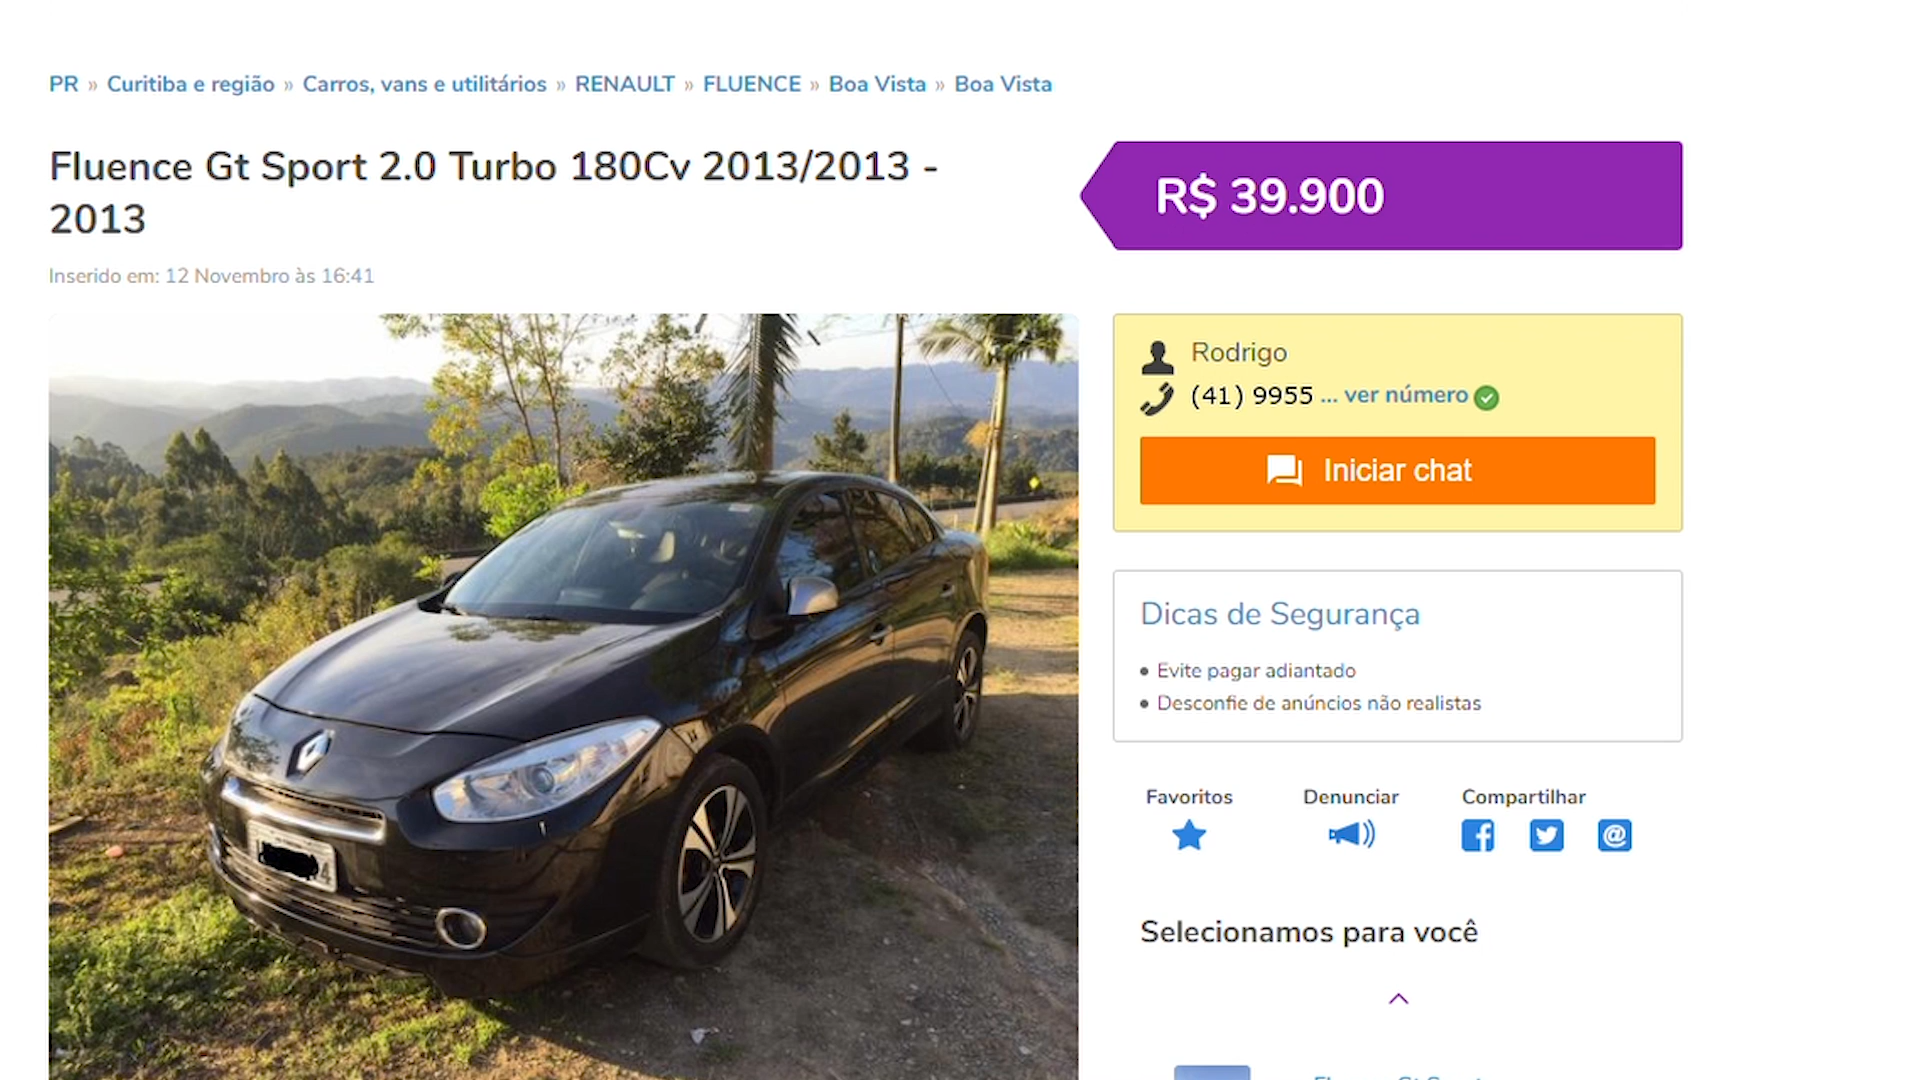 PR » Curitiba e região » Carros, vans e utilitários » RENAULT » FLUENCE » Boa Vista » Boa Vista
Fluence Gt Sport 2.0 Turbo 180Cv 2013/2013 -
2013
Inserido em: 12 Novembro às 16:41
R$ 39.900
Rodrigo
(41) 9955 ... ver número
Iniciar chat
Dicas de Segurança
• Evite pagar adiantado
• Desconfie de anúncios não realistas
Favoritos Denunciar Compartilhar
Selecionamos para você